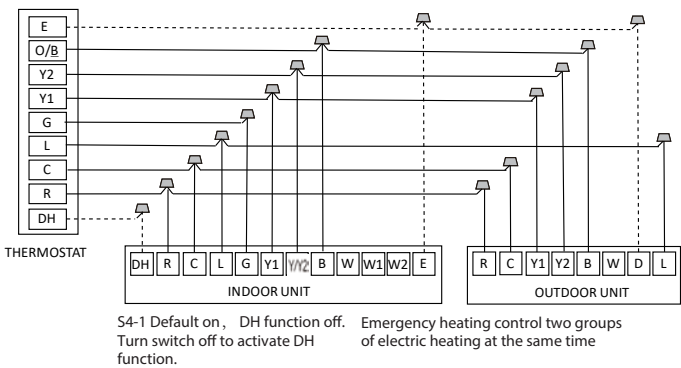 E
O/B
Y2
Y1
G
L
C
R
DH
THERMOSTAT
DH R C L G Y1 Y/Y2 B W W1 W2 E
INDOOR UNIT
R C Y1 Y2 B W D L
OUTDOOR UNIT
S4-1 Default on， DH function off.
Turn switch off to activate DH
function.
Emergency heating control two groups
of electric heating at the same time